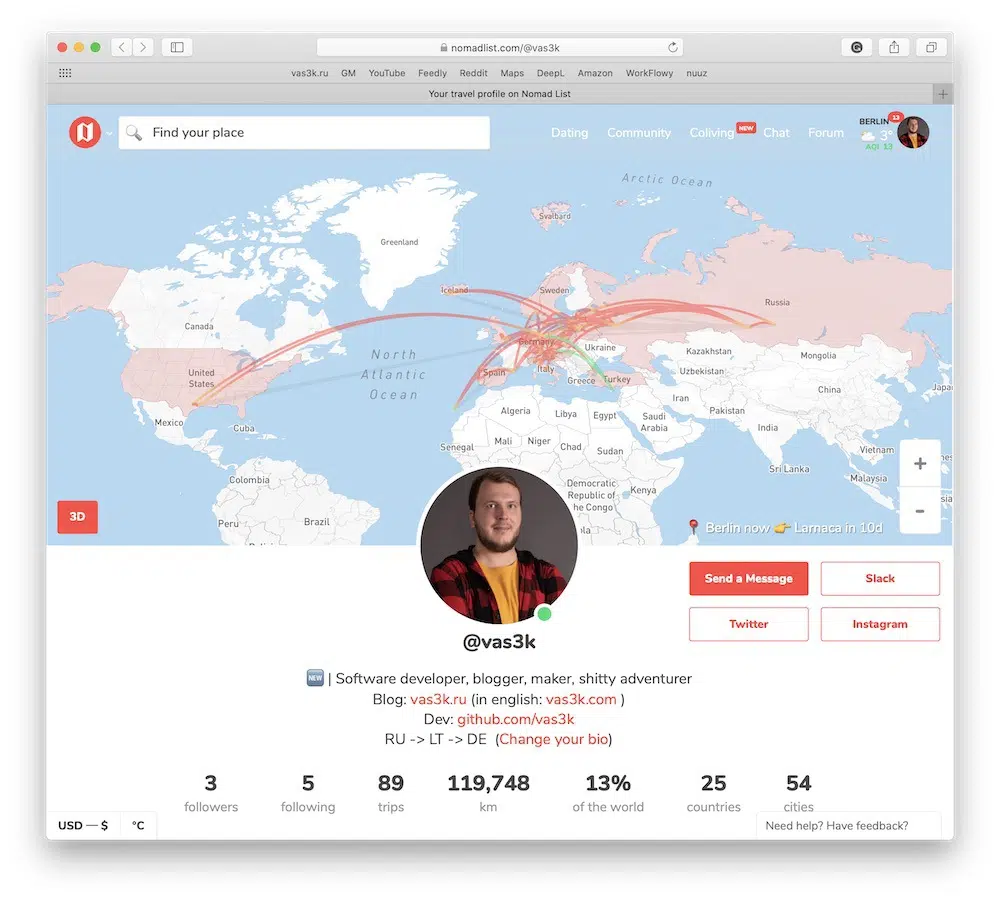 nomadlist.com/@vas3k
G
vas3k.ru GM YouTube Feedly Reddit Maps DeepL Amazon WorkFlowy nuuz
Your travel profile on Nomad List
Find your place
Dating Community Coliving NEW Chat Forum
BERLIN 13
3°
AQI 13
Arctic Ocean
Svalbard
Greenland
Iceland
Sweden
Russia
Canada
Germany
Ukraine
Kazakhstan
Mongolia
North
Atlantic
Ocean
United
States
Spain
Italy
Greece
Turkey
Uzbekistan
China
Iran
Pakistan
Mexico
Cuba
Algeria
Libya
Egypt
Saudi
Arabia
India
Senegal
Mali
Niger
Chad
Sudan
Vietnam
Sri Lanka
Malaysia
Colombia
Democratic
Republic of
the Congo
Kenya
Peru
Brazil
+
-
3D
📍 Berlin now 👉 Larnaca in 10d
Send a Message
Slack
Twitter
Instagram
@vas3k
NEW | Software developer, blogger, maker, shitty adventurer
Blog: vas3k.ru (in english: vas3k.com )
Dev: github.com/vas3k
RU -> LT -> DE (Change your bio)
3 5 89 119,748 13% 25 54
followers following trips km of the world countries cities
USD — $ °C
Need help? Have feedback?